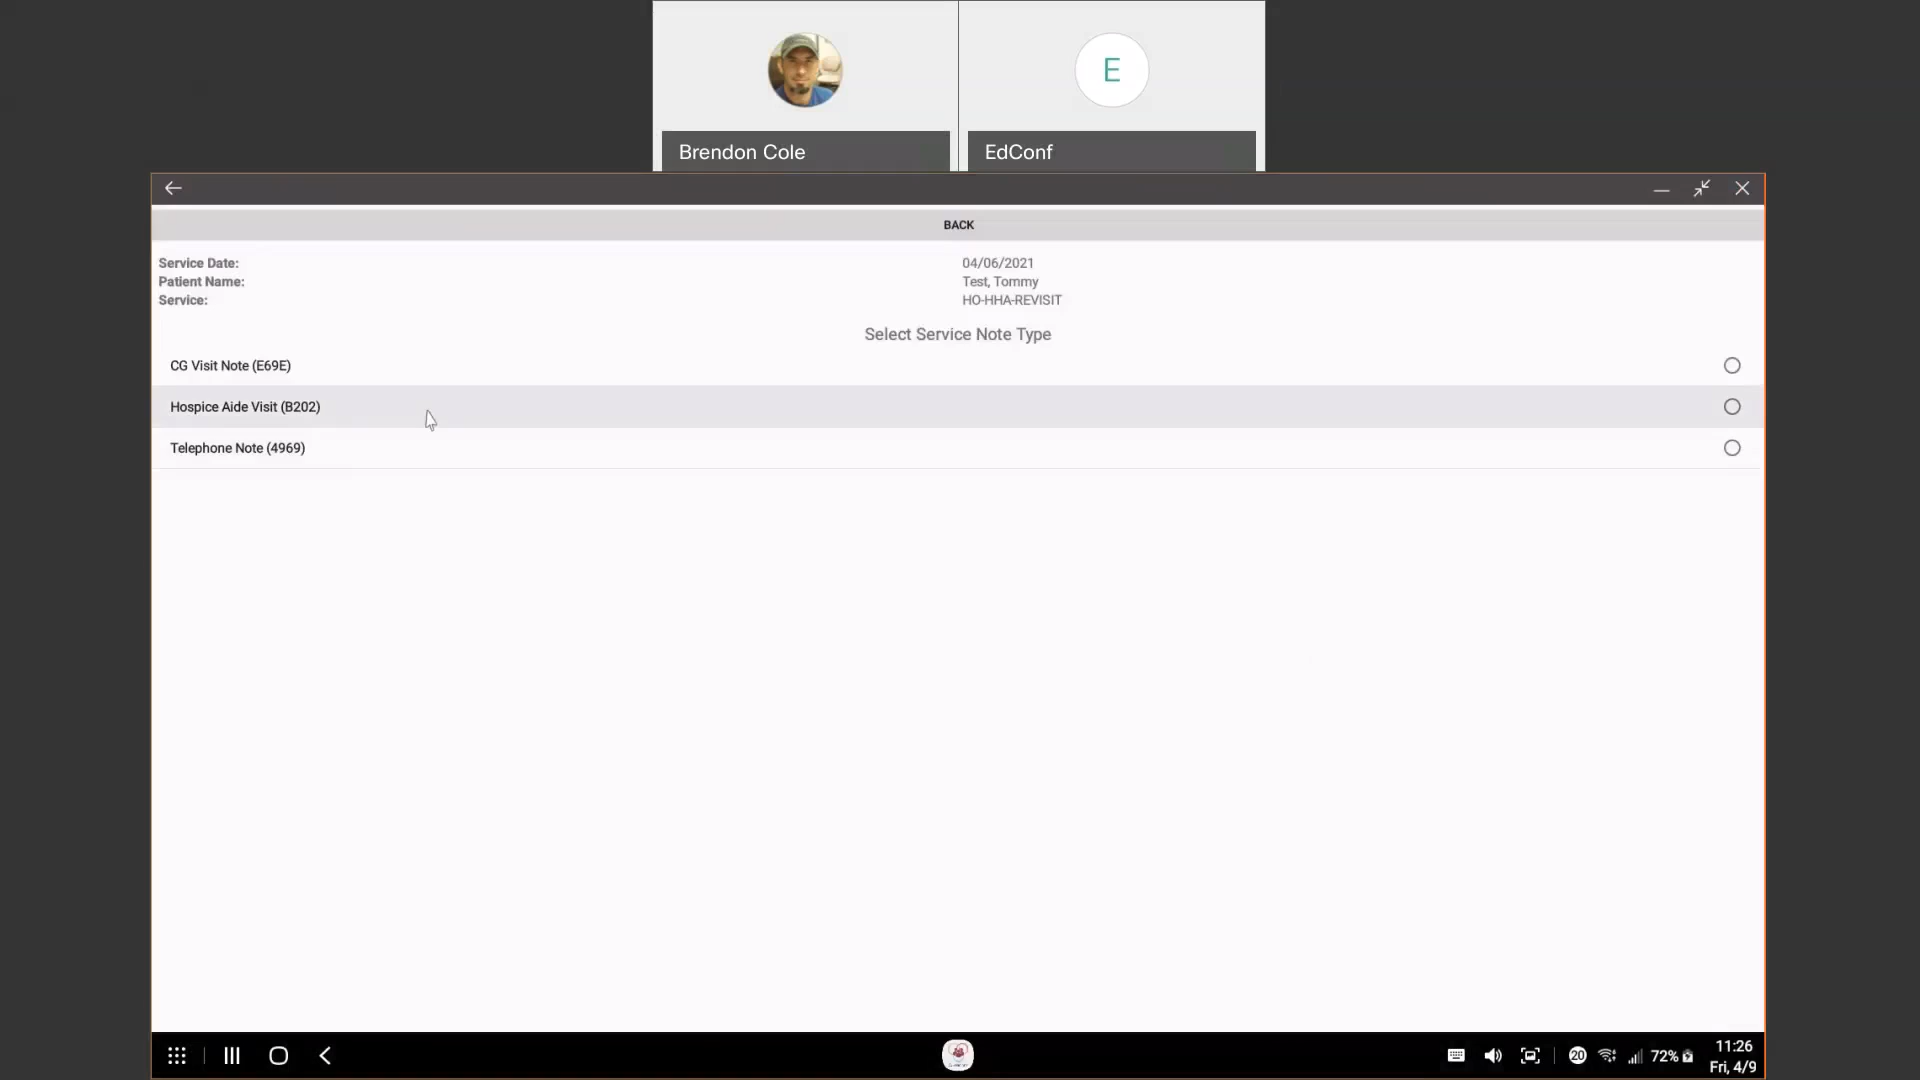 E
Brendon Cole
EdConf
BACK
Service Date: 04/06/2021
Patient Name: Test, Tommy
Service: HO-HHA-REVISIT
Select Service Note Type
CG Visit Note (E69E)
Hospice Aide Visit (B202)
Telephone Note (4969)
20 72% 11:26
Fri, 4/9